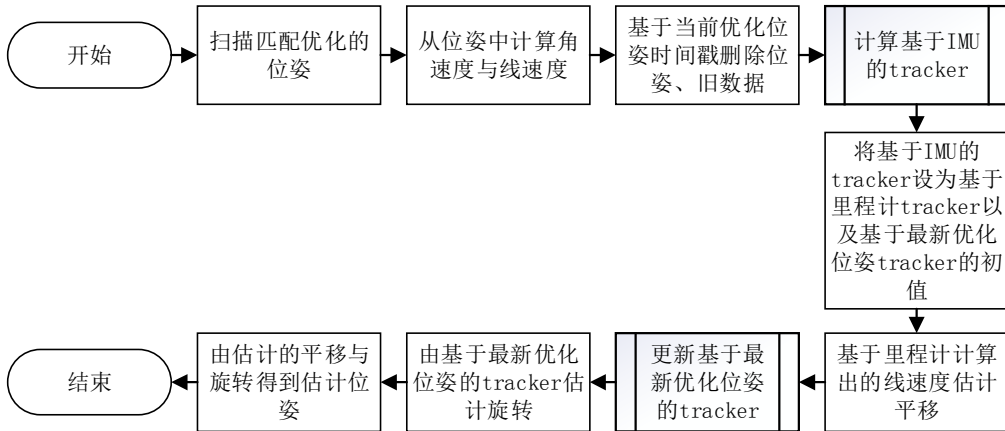 开始
扫描匹配优化的
位姿
从位姿中计算角
速度与线速度
基于当前优化位
姿时间戳删除位
姿、旧数据
计算基于IMU
的tracker
将基于IMU的
tracker设为基于
里程计tracker以
及基于最新优化
位姿tracker的初
值
基于里程计计算
出的线速度估计
平移
更新基于最
新优化位姿
的tracker
由基于最新优化
位姿的tracker估
计旋转
由估计的平移与
旋转得到估计位
姿
结束